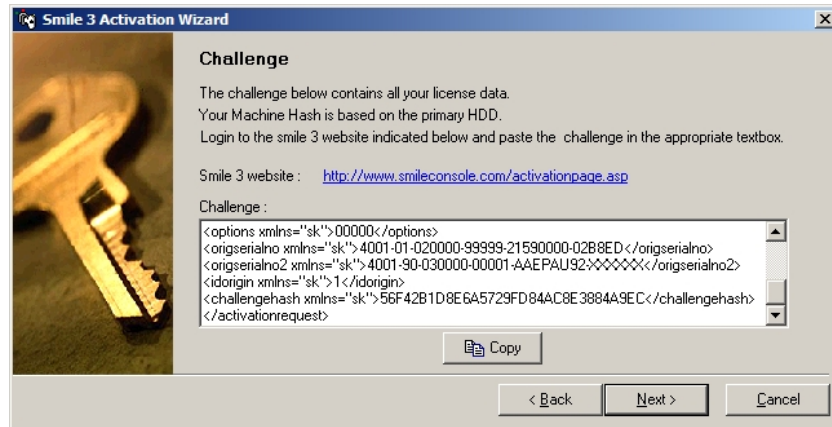 Smile 3 Activation Wizard
Challenge
The challenge below contains all your license data.
Your Machine Hash is based on the primary HDD.
Login to the smile 3 website indicated below and paste the challenge in the appropriate textbox.
Smile 3 website : http://www.smileconsole.com/activationpage.asp
Challenge :
<options xmlns="sk">00000</options>
<origserialno xmlns="sk">4001-01-020000-99999-21590000-02B8ED</origserialno>
<origserialno2 xmlns="sk">4001-90-030000-00001-AAEPAU92-XXXXXX</origserialno2>
<idorigin xmlns="sk">1</idorigin>
<challengehash xmlns="sk">56F42B1D8E6A5729FD84AC8E3884A9EC</challengehash>
</activationrequest>
Copy
< Back Next > Cancel